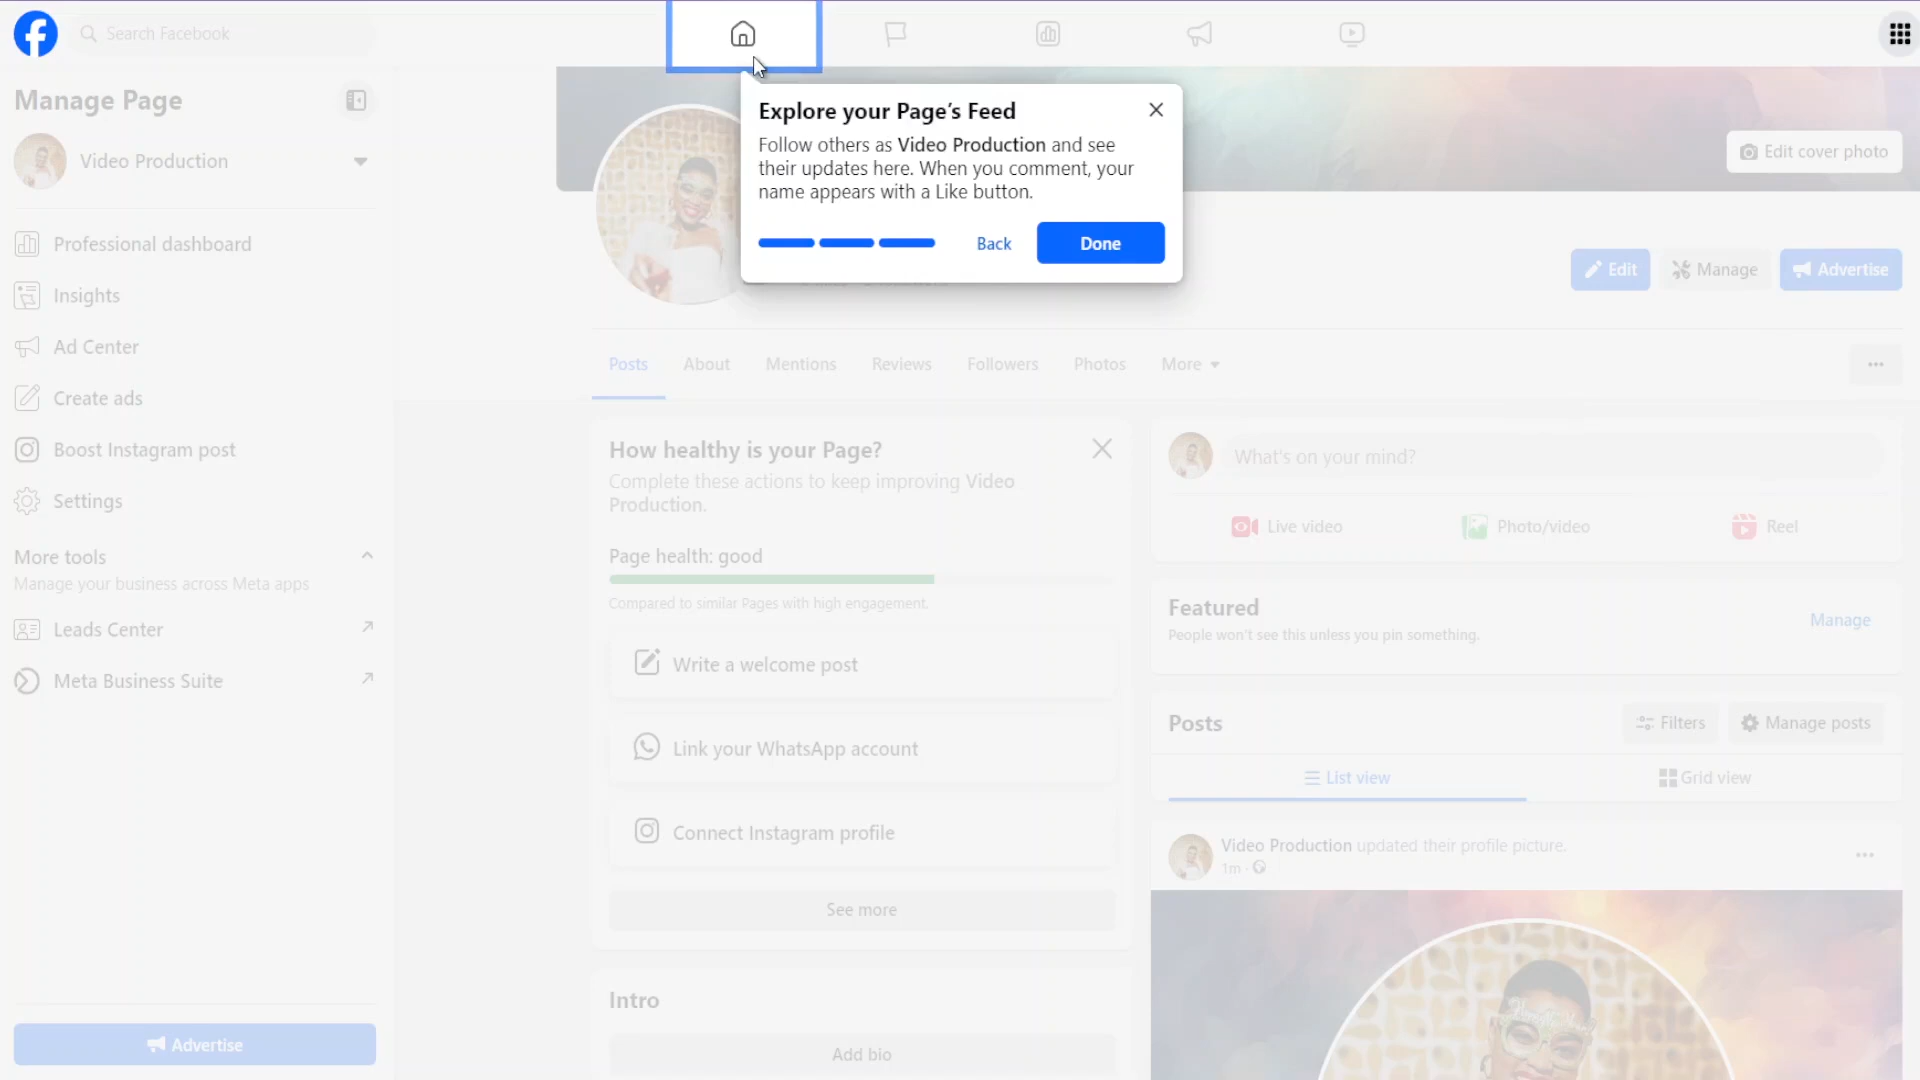 Search Facebook
Manage Page
Video Production
Professional dashboard
Insights
Ad Center
Create ads
Boost Instagram post
Settings
More tools
Manage your business across Meta apps
Leads Center
Meta Business Suite
Advertise
Explore your Page's Feed
Follow others as Video Production and see
their updates here. When you comment, your
name appears with a Like button.
Back
Done
Edit cover photo
Edit
Manage
Advertise
Posts
About
Mentions
Reviews
Followers
Photos
More
How healthy is your Page?
Complete these actions to keep improving Video
Production.
Page health: good
Compared to similar Pages with high engagement.
Write a welcome post
Link your WhatsApp account
Connect Instagram profile
See more
Intro
Add bio
What's on your mind?
Live video
Photo/video
Reel
Featured
People won't see this unless you pin something.
Manage
Posts
Filters
Manage posts
List view
Grid view
Video Production updated their profile picture.
1m ·